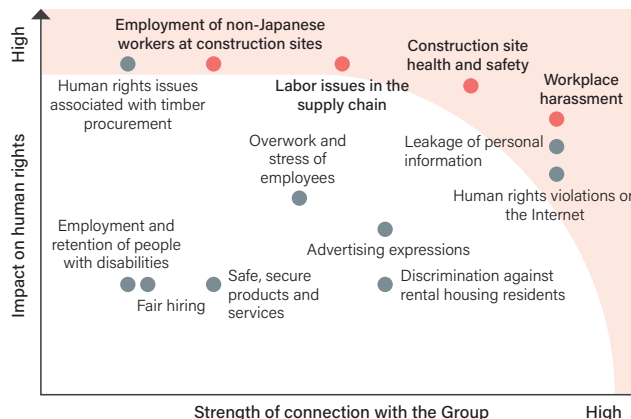 High
Impact on human rights
Employment of non-Japanese
workers at construction sites
Human rights issues
associated with timber
procurement
Labor issues in the
supply chain
Construction site
health and safety
Workplace
harassment
Overwork and
stress of
employees
Leakage of personal
information
Human rights violations on
the Internet
Employment and
retention of people
with disabilities
Fair hiring
Safe, secure
products and
services
Advertising expressions
Discrimination against
rental housing residents
Strength of connection with the Group
High